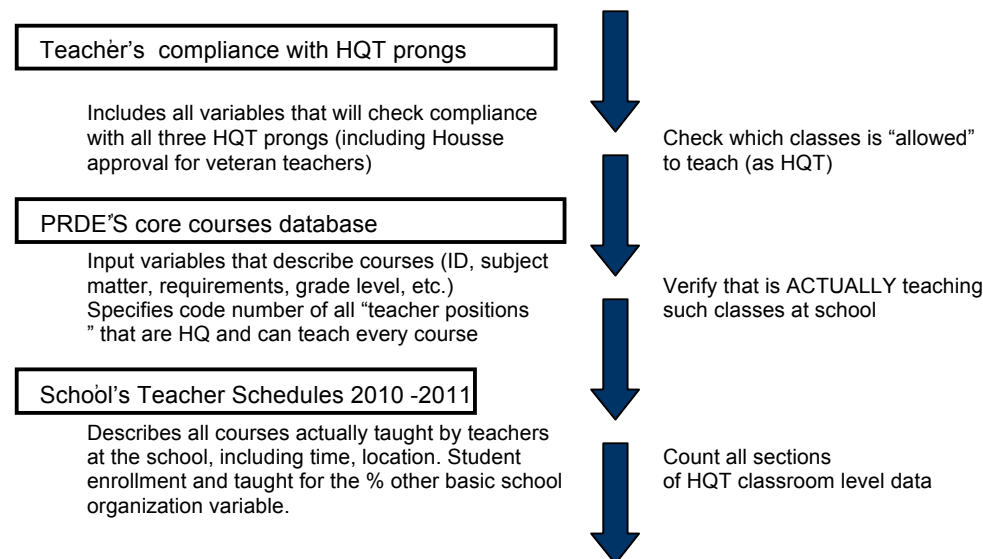 Teacher's compliance with HQT prongs
Includes all variables that will check compliance
with all three HQT prongs (including Housse
approval for veteran teachers)
Check which classes is “allowed”
to teach (as HQT)
PRDE'S core courses database
Input variables that describe courses (ID, subject
matter, requirements, grade level, etc.)
Specifies code number of all “teacher positions
” that are HQ and can teach every course
Verify that is ACTUALLY teaching
such classes at school
School's Teacher Schedules 2010 -2011
Describes all courses actually taught by teachers
at the school, including time, location. Student
enrollment and taught for the % other basic school
organization variable.
Count all sections
of HQT classroom level data